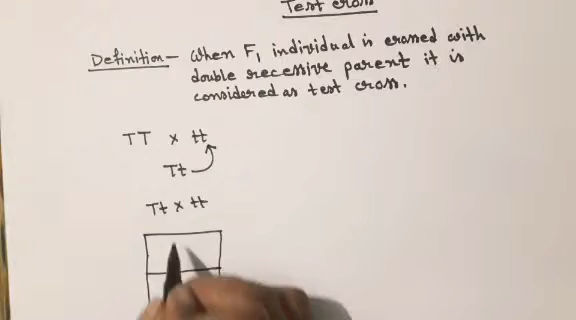 Test cross
Definition - When F₁ individual is crossed with
double recessive parent it is
considered as test cross.
TT x tt
Tt
Tt x tt